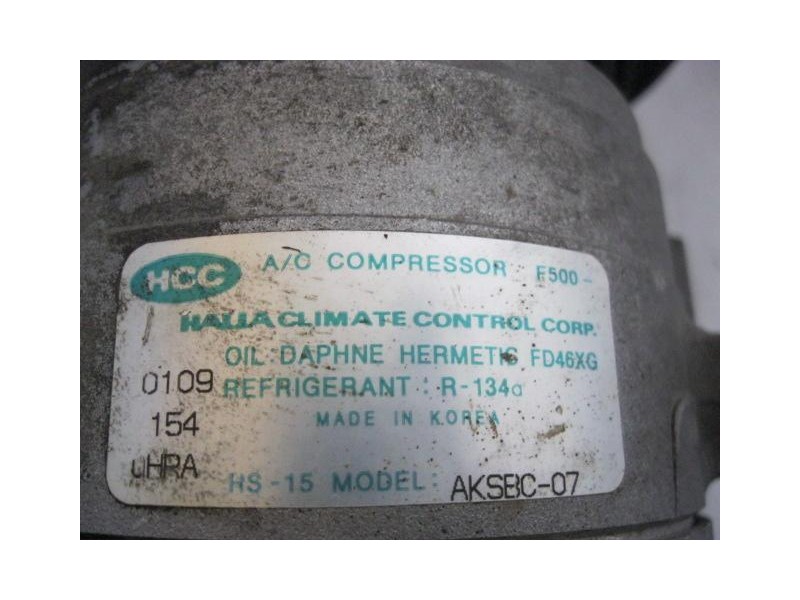 HCC A/C COMPRESSOR F500-
HALLA CLIMATE CONTROL CORP.
OIL: DAPHNE HERMETIC FD46XG
0109 REFRIGERANT : R-134a
154 MADE IN KOREA
UHRA HS-15 MODEL: AKSBC-07